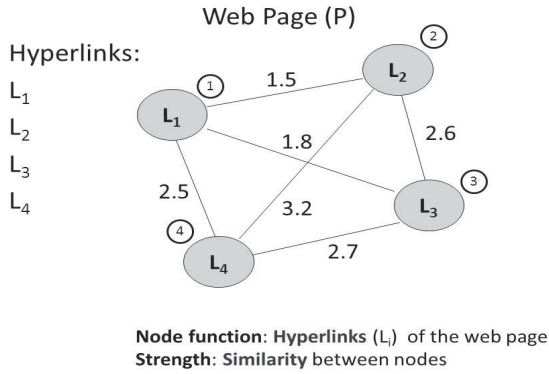 Web Page (P)
Hyperlinks:
L₁
L₂
L₃
L₄
1
L₁
1.5
2
L₂
1.8
2.6
2.5
3.2
3
L₃
4
L₄
2.7
Node function: Hyperlinks (Lᵢ) of the web page
Strength: Similarity between nodes